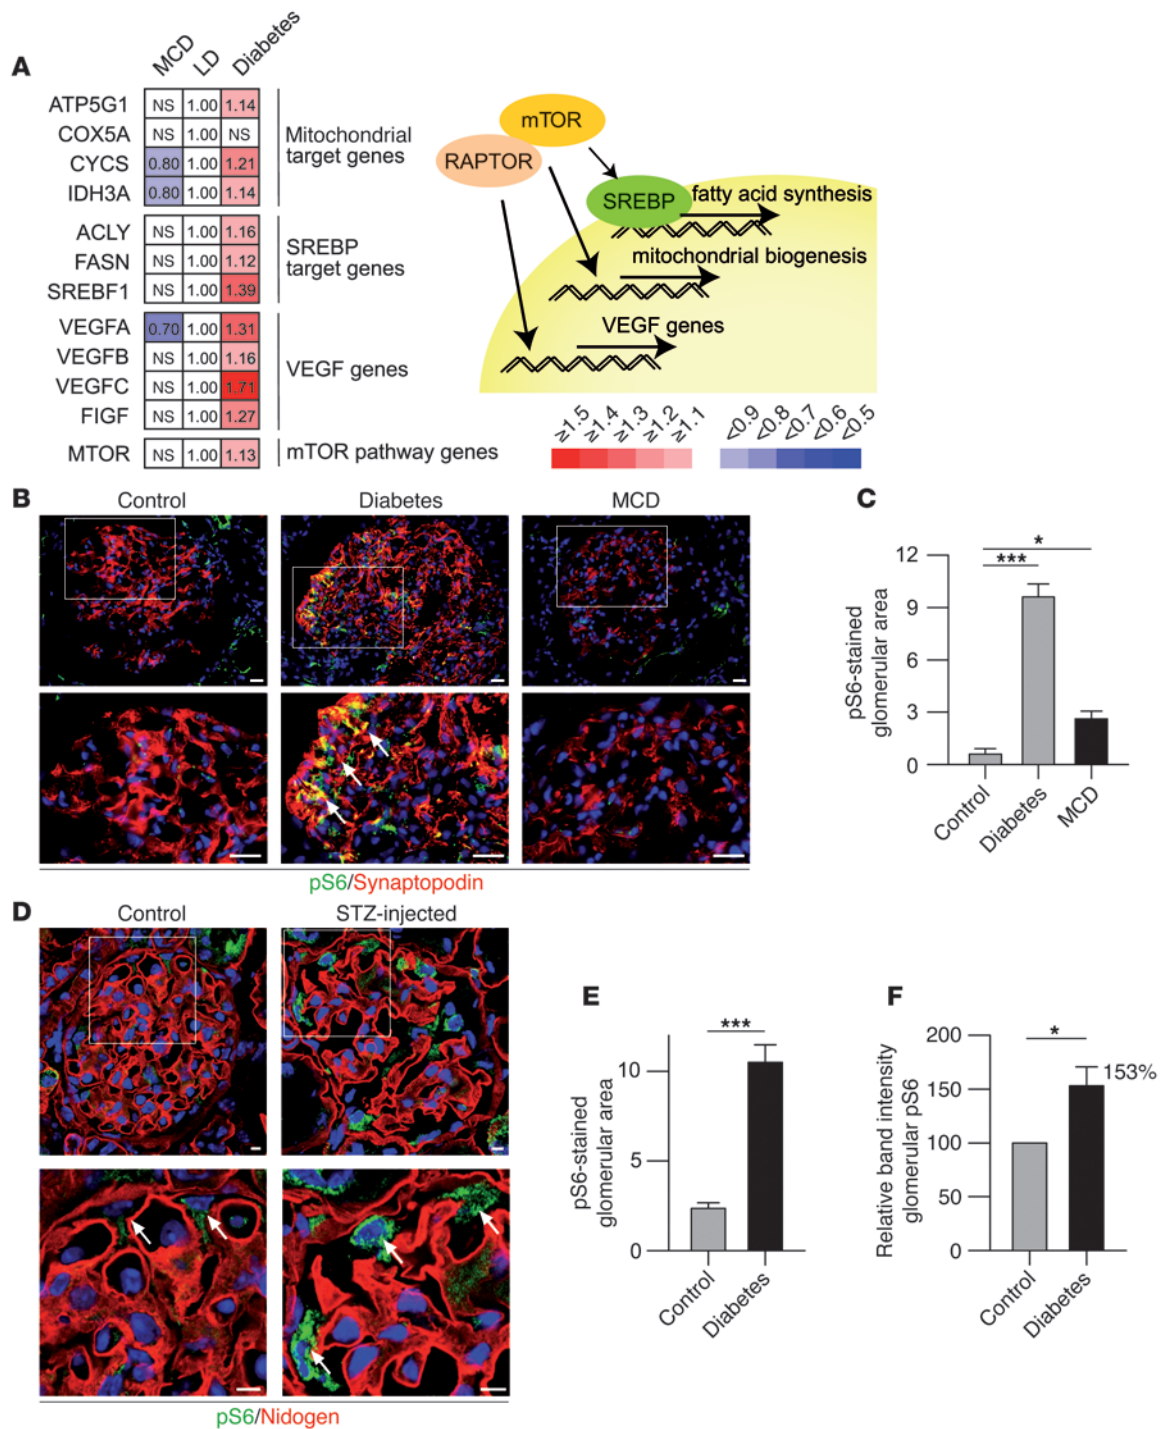 A
MCD LD Diabetes
ATP5G1 NS 1.00 1.14
COX5A NS 1.00 NS
CYCS 0.80 1.00 1.21
IDH3A 0.80 1.00 1.14
Mitochondrial
target genes
ACLY NS 1.00 1.16
FASN NS 1.00 1.12
SREBF1 NS 1.00 1.39
SREBP
target genes
VEGFA 0.70 1.00 1.31
VEGFB NS 1.00 1.16
VEGFC NS 1.00 1.71
FIGF NS 1.00 1.27
VEGF genes
MTOR NS 1.00 1.13
mTOR pathway genes
mTOR
RAPTOR
SREBP
fatty acid synthesis
mitochondrial biogenesis
VEGF genes
≥1.5 ≥1.4 ≥1.3 ≥1.2 ≥1.1
<0.9 <0.8 <0.7 <0.6 <0.5
B
Control Diabetes MCD
pS6/Synaptopodin
C
pS6-stained
glomerular area
12
9
6
3
0
*
***
Control Diabetes MCD
D
Control STZ-injected
pS6/Nidogen
E
pS6-stained
glomerular area
10
5
0
***
Control Diabetes
F
Relative band intensity
glomerular pS6
200
150
100
50
0
*
153%
Control Diabetes